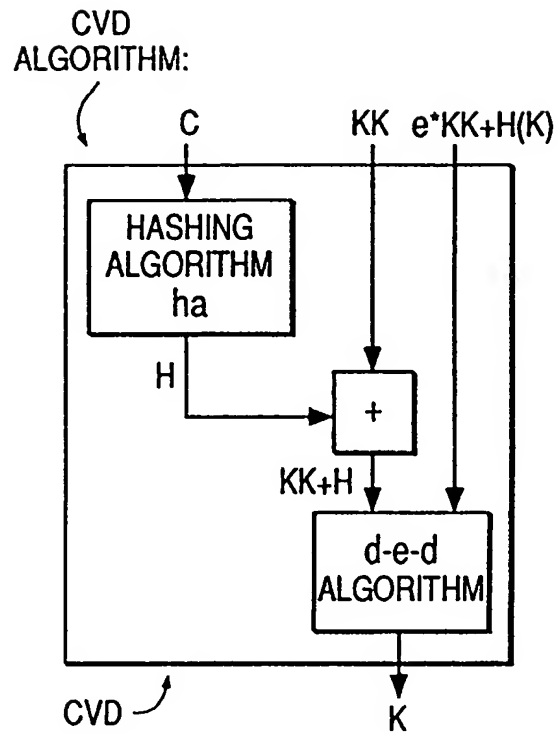 CVD
ALGORITHM:
C
KK
e*KK+H(K)
HASHING
ALGORITHM
ha
H
+
KK+H
d-e-d
ALGORITHM
CVD
K